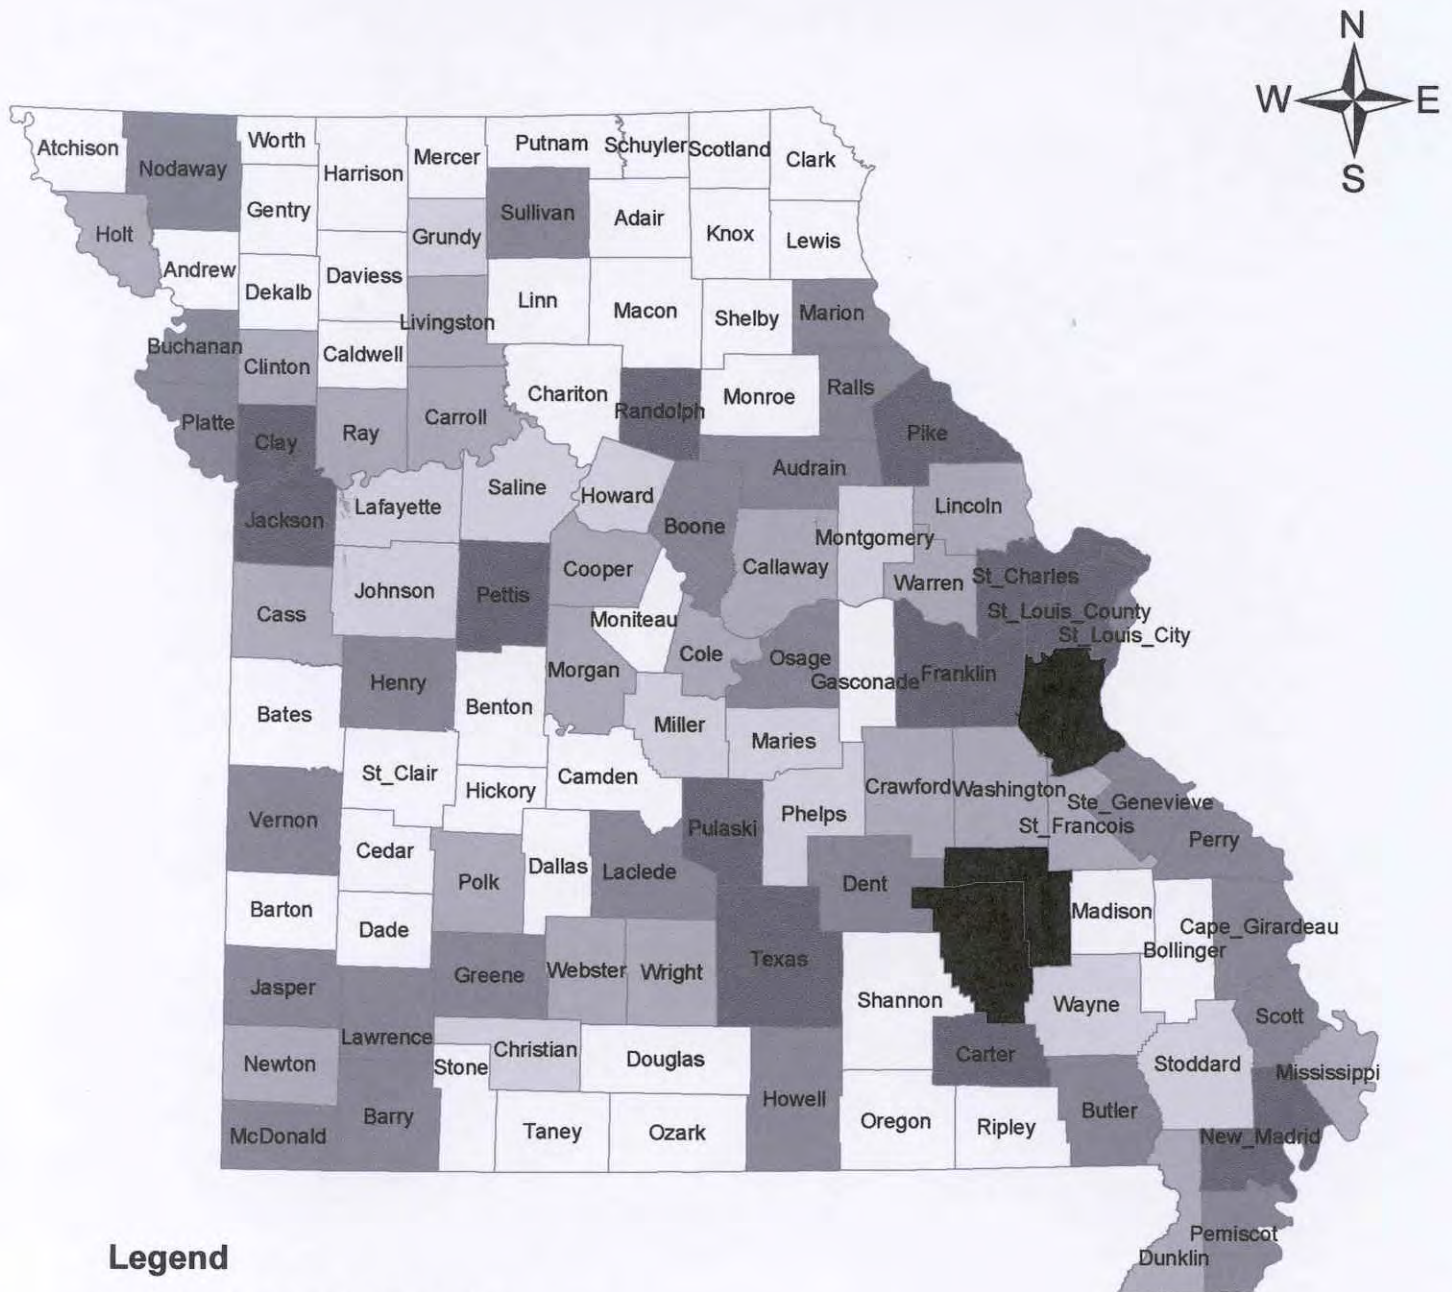 N
W E
S
Atchison
Nodaway
Worth
Harrison
Mercer
Putnam
Schuyler
Scotland
Clark
Holt
Gentry
Grundy
Sullivan
Adair
Knox
Lewis
Andrew
Dekalb
Daviess
Livingston
Linn
Macon
Shelby
Marion
Buchanan
Clinton
Caldwell
Chariton
Randolph
Monroe
Ralls
Platte
Clay
Ray
Carroll
Pike
Audrain
Jackson
Lafayette
Saline
Howard
Boone
Lincoln
Montgomery
Callaway
Warren
St_Charles
Cass
Johnson
Pettis
Cooper
Moniteau
St_Louis_County
St_Louis_City
Henry
Morgan
Cole
Osage
Gasconade
Franklin
Bates
Benton
Miller
Maries
St_Clair
Hickory
Camden
Crawford
Washington
Ste_Genevieve
Vernon
Cedar
Pulaski
Phelps
St_Francois
Perry
Polk
Dallas
Laclede
Dent
Barton
Dade
Madison
Cape_Girardeau
Bollinger
Jasper
Greene
Webster
Wright
Texas
Shannon
Wayne
Scott
Lawrence
Newton
Stone
Christian
Douglas
Carter
Stoddard
Mississippi
McDonald
Barry
Taney
Ozark
Howell
Oregon
Ripley
Butler
New_Madrid
Pemiscot
Dunklin
Legend